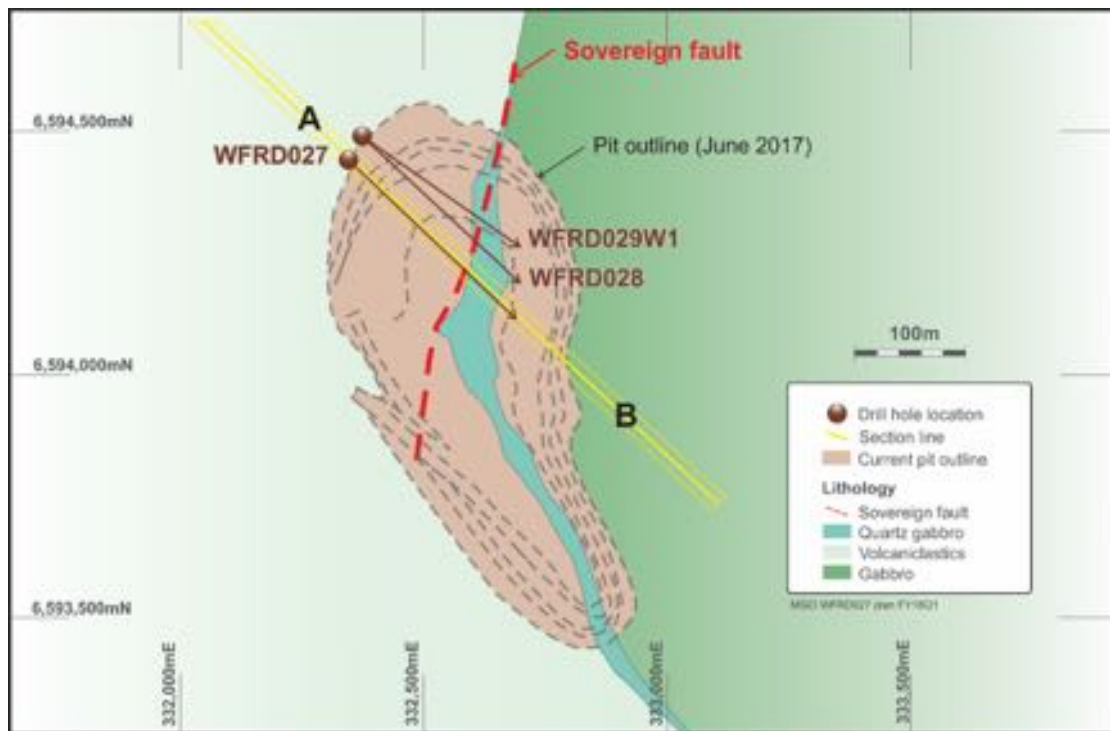 Sovereign fault
6,594,500mN
A
WFRD027
Pit outline (June 2017)
WFRD029W1
WFRD028
100m
6,594,000mN
B
Drill hole location
Section line
Current pit outline
Lithology
Sovereign fault
Quartz gabbro
Volcaniclastics
Gabbro
6,593,500mN
332,000mE
332,500mE
333,000mE
333,500mE